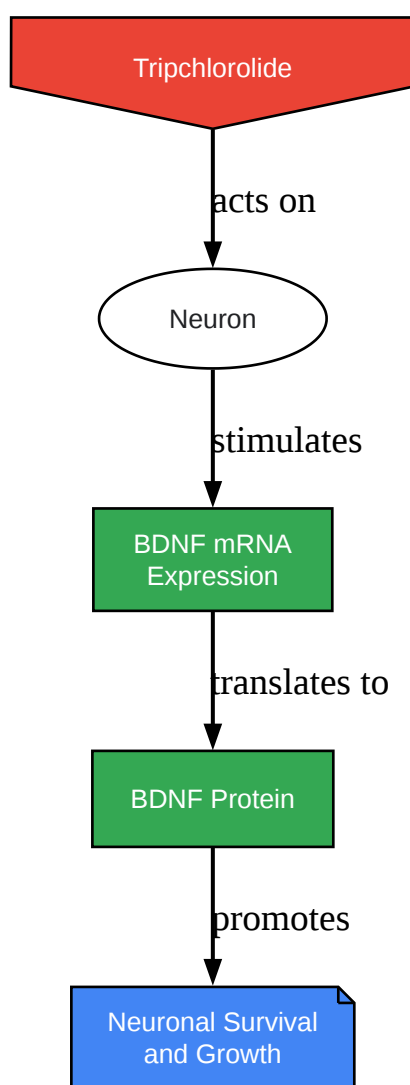 Tripchlorolide
acts on
Neuron
stimulates
BDNF mRNA
Expression
translates to
BDNF Protein
promotes
Neuronal Survival
and Growth